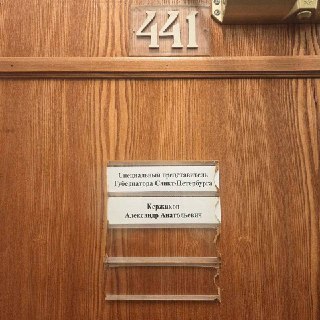 441
Специальный представитель
Губернатора Санкт-Петербурга
Кержаков
Александр Анатольевич